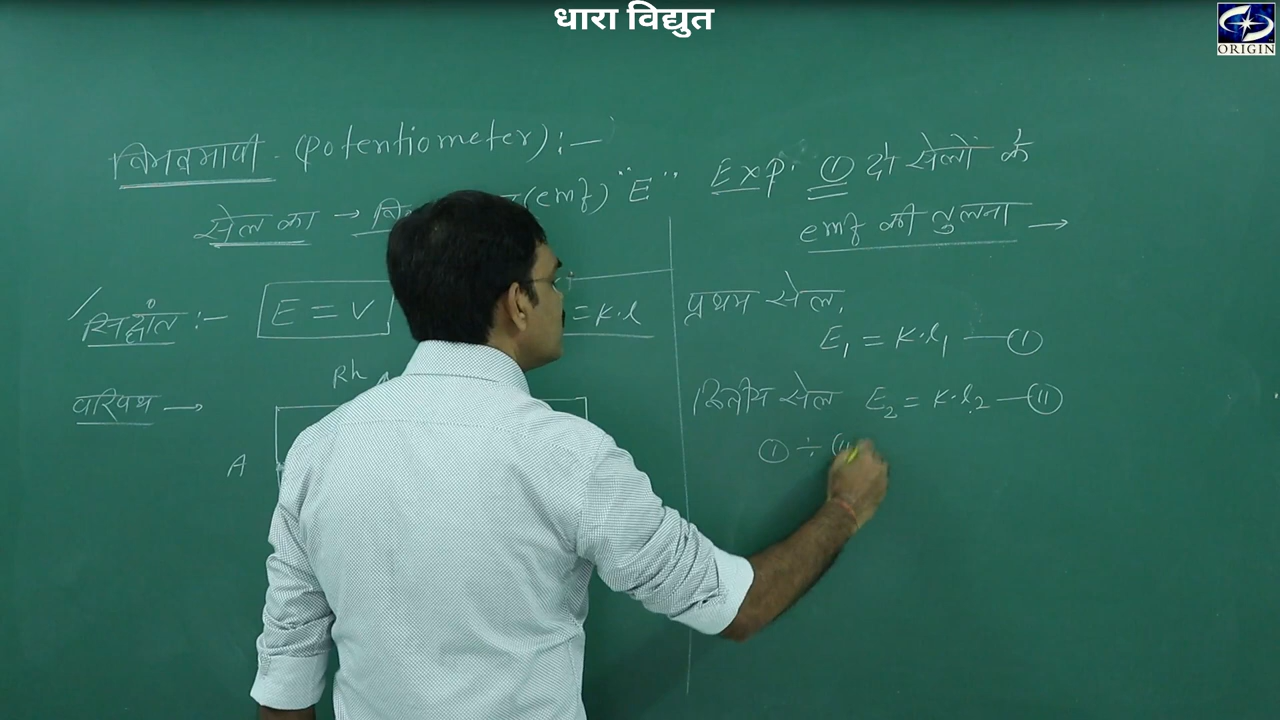 धारा विद्युत
ORIGIN
विभवमापी (Potentiometer) :-
सेल का → (emf) "E"
सिद्धांत :- E = V = K.l
परिपथ →
Rh
A
Exp. ① दो सेलों के
emf की तुलना →
प्रथम सेल,
E₁ = K.l₁ —①
द्वितीय सेल E₂ = K.l₂ —⑪
① ÷ (11